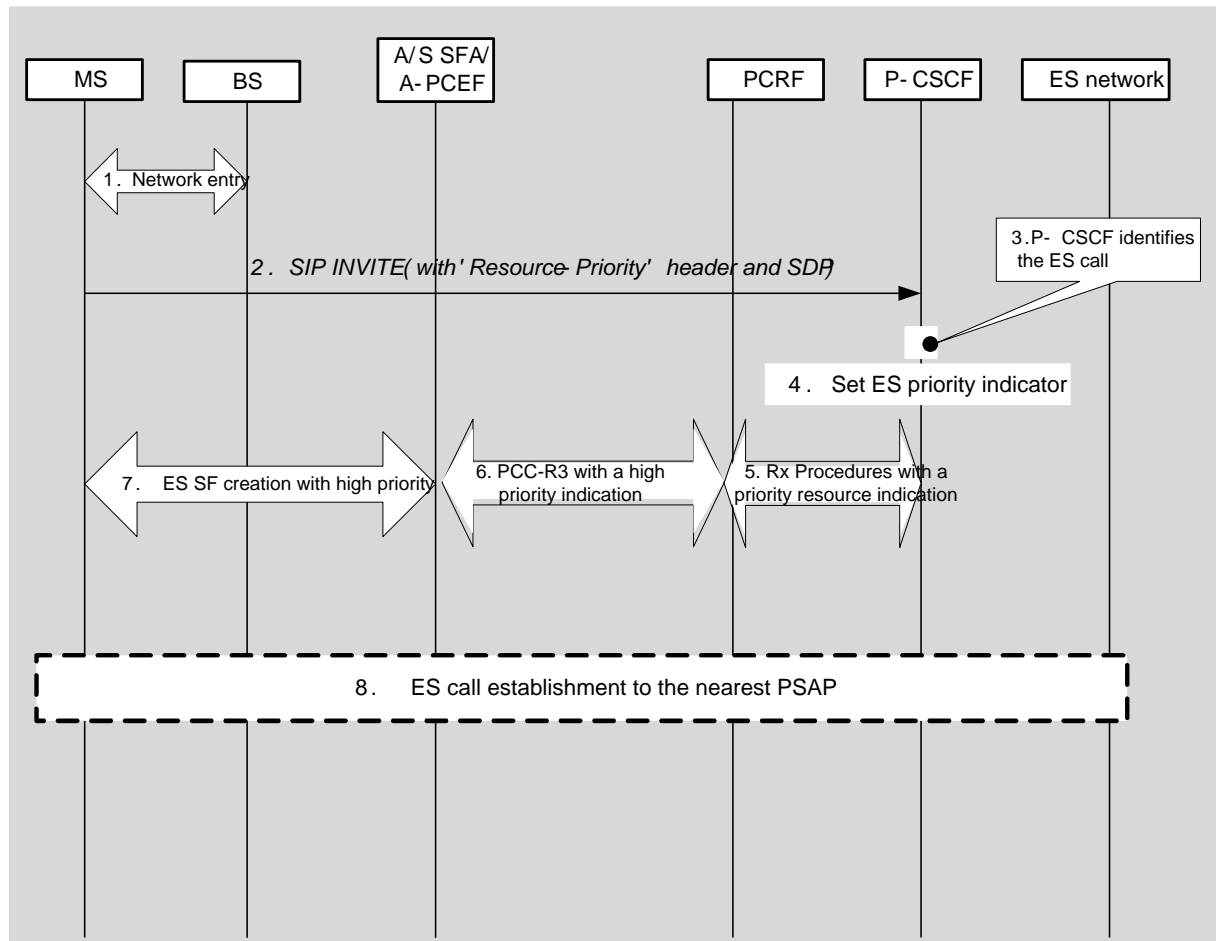 MS
BS
A/S SFA/
A-PCEF
PCRF
P-CSCF
ES network
1. Network entry
2. SIP INVITE(with'Resource-Priority' header and SDP)
3.P-CSCF identifies
the ES call
4. Set ES priority indicator
7. ES SF creation with high priority
6. PCC-R3 with a high
priority indication
5. Rx Procedures with a
priority resource indication
8. ES call establishment to the nearest PSAP